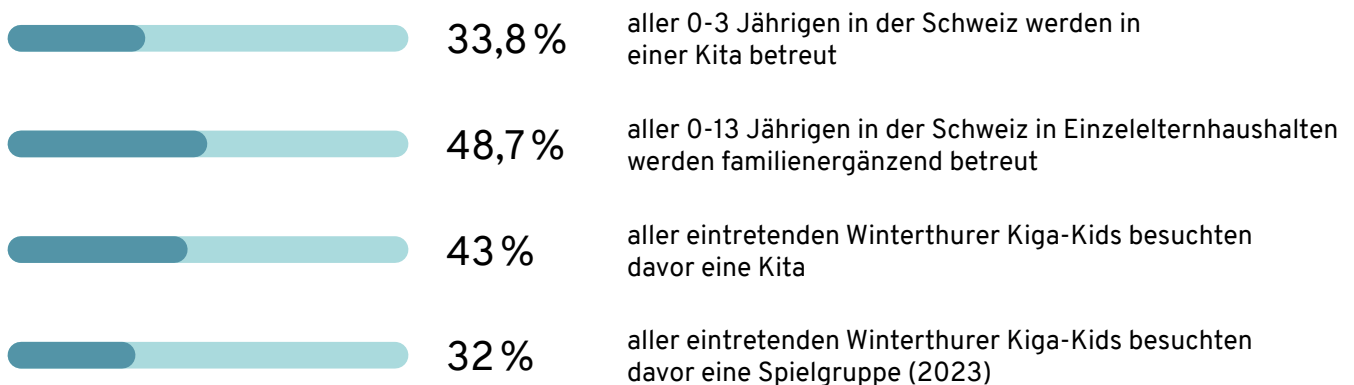 33,8 %
aller 0-3 Jährigen in der Schweiz werden in
einer Kita betreut
48,7 %
aller 0-13 Jährigen in der Schweiz in Einzelelternhaushalten
werden familienergänzend betreut
43 %
aller eintretenden Winterthurer Kiga-Kids besuchten
davor eine Kita
32 %
aller eintretenden Winterthurer Kiga-Kids besuchten
davor eine Spielgruppe (2023)